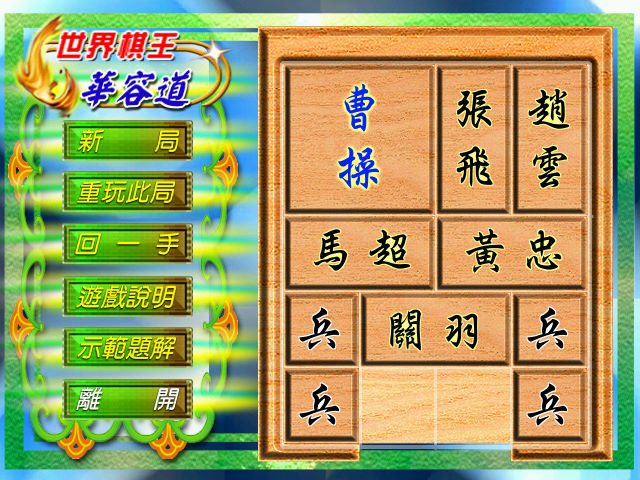 世界棋王
華容道
新 局
重玩此局
回 一 手
遊戲說明
示範題解
離 開
曹操
張飛
趙雲
馬超
黃忠
兵
關羽
兵
兵
兵